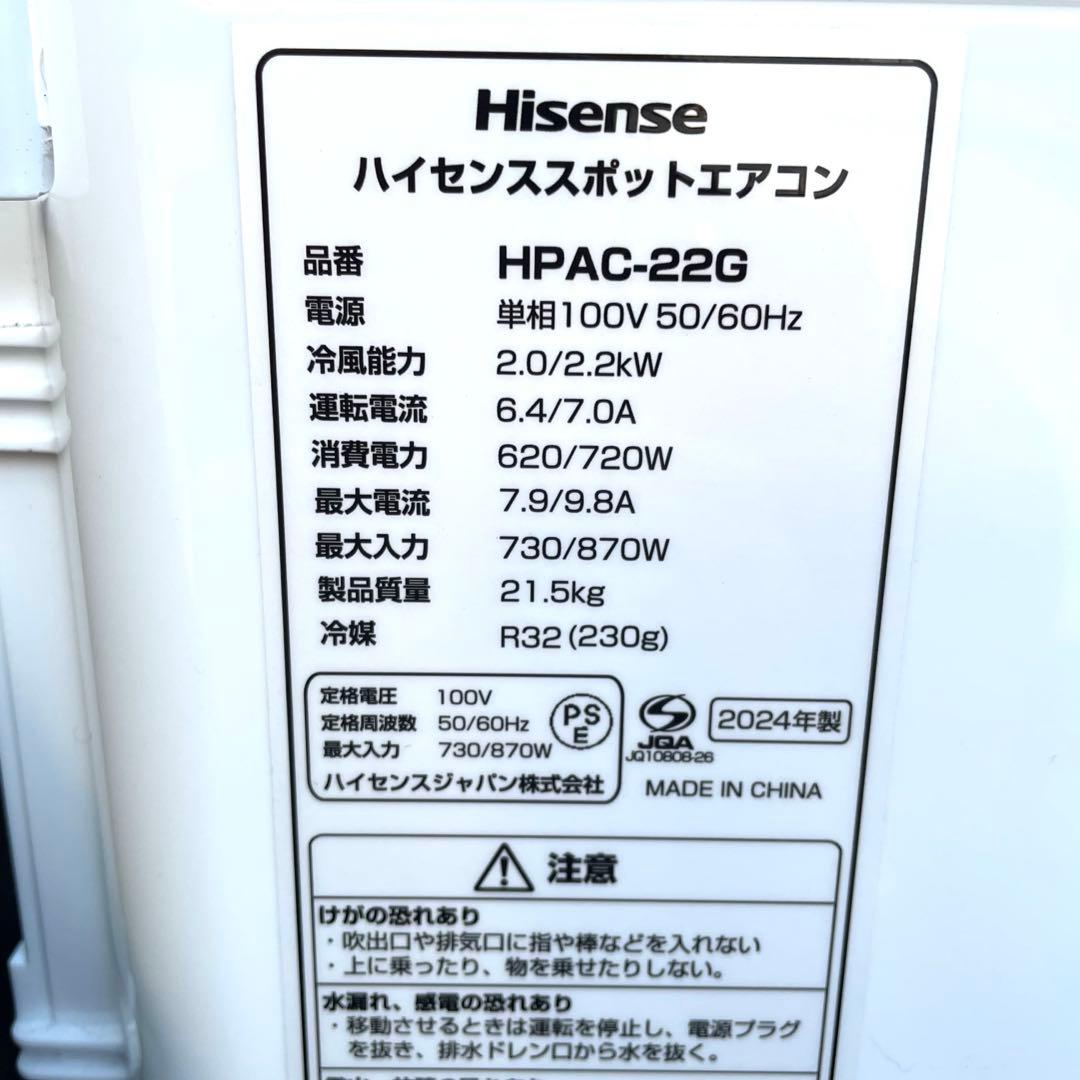 Hisense
ハイセンススポットエアコン
品番 HPAC-22G
電源 単相100V 50/60Hz
冷風能力 2.0/2.2kW
運転電流 6.4/7.0A
消費電力 620/720W
最大電流 7.9/9.8A
最大入力 730/870W
製品質量 21.5kg
冷媒 R32 (230g)
定格電圧 100V
定格周波数 50/60Hz
最大入力 730/870W
ハイセンスジャパン株式会社
PSE
JQA
JQ10808-26
2024年製
MADE IN CHINA
注意
けがの恐れあり
・吹出口や排気口に指や棒などを入れない
・上に乗ったり、物を乗せたりしない。
水漏れ、感電の恐れあり
・移動させるときは運転を停止し、電源プラグ
を抜き、排水ドレン口から水を抜く。